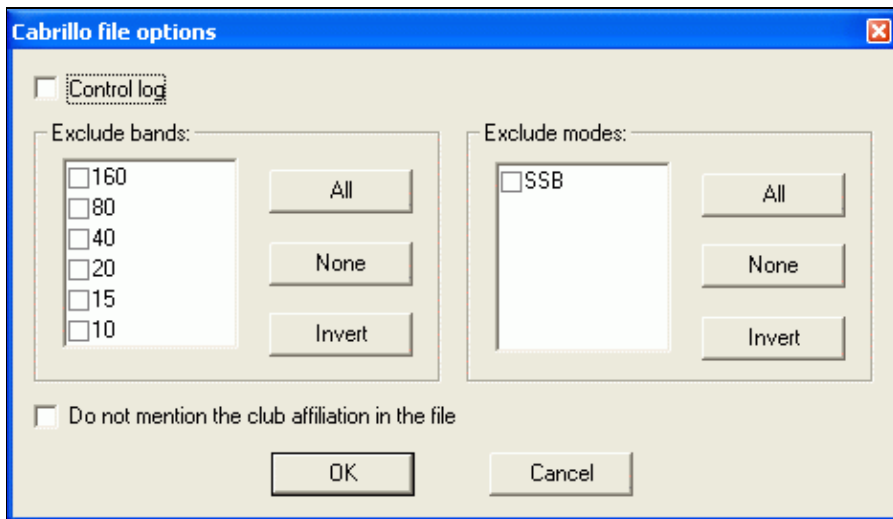 Cabrillo file options
Control log
Exclude bands:
160
80
40
20
15
10
All
None
Invert
Exclude modes:
SSB
All
None
Invert
Do not mention the club affiliation in the file
OK
Cancel